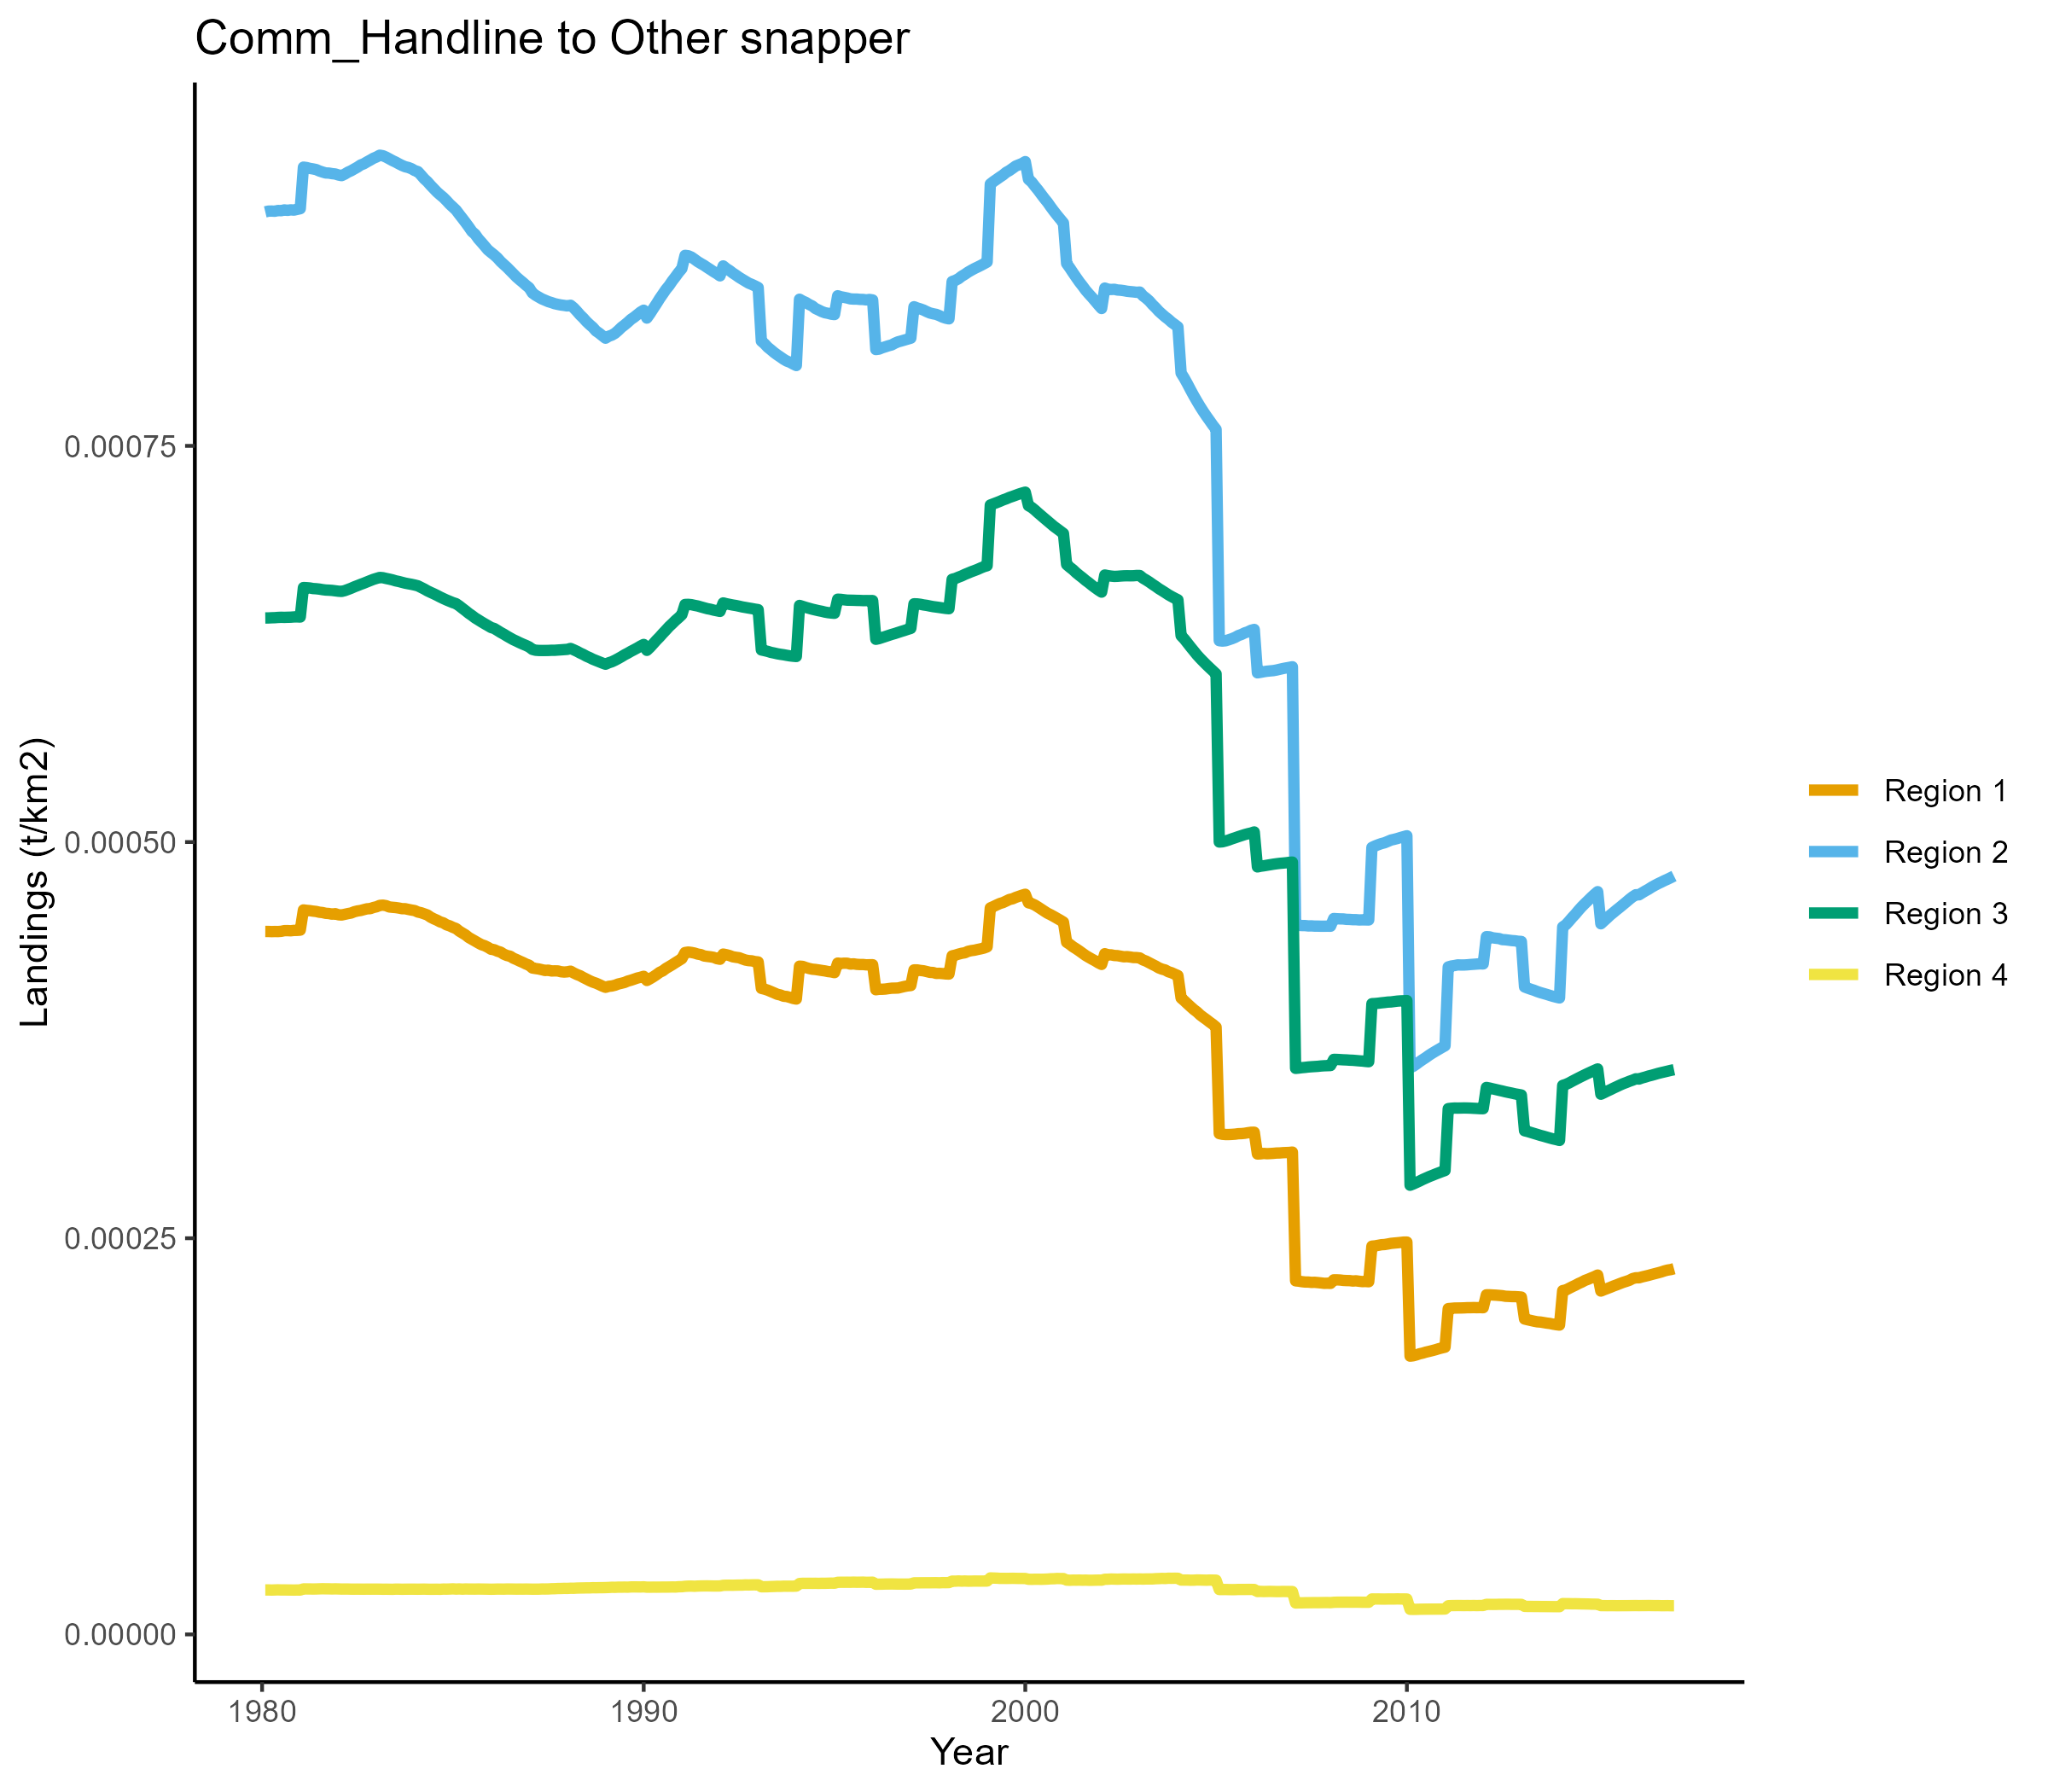 Comm_Handline to Other snapper
Landings (t/km2)
0.00075
0.00050
0.00025
0.00000
1980 1990 2000 2010
Year
Region 1
Region 2
Region 3
Region 4